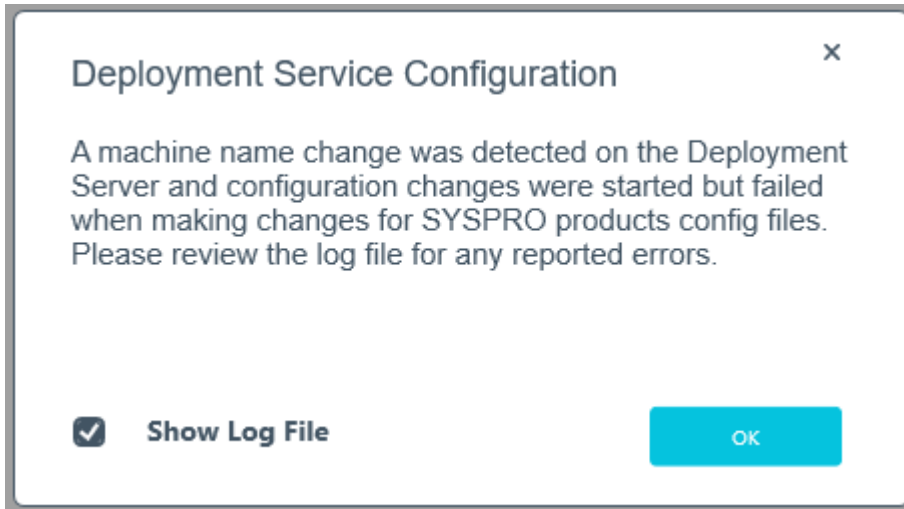 Deployment Service Configuration
A machine name change was detected on the Deployment
Server and configuration changes were started but failed
when making changes for SYSPRO products config files.
Please review the log file for any reported errors.
Show Log File
OK